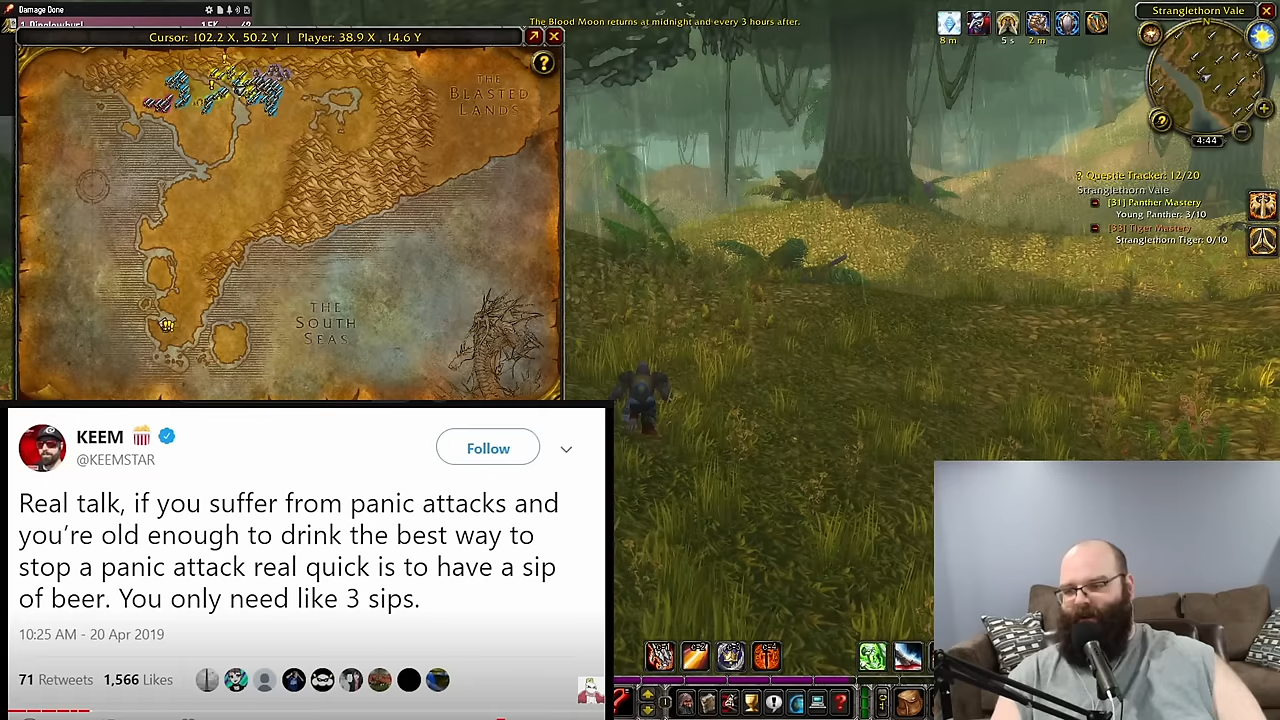 Damage Done
The Blood Moon returns at midnight and every 3 hours after.
Stranglethorn Vale
Cursor: 102.2 X, 50.2 Y | Player: 38.9 X , 14.6 Y
8 m
5 s
2 m
N
THE
BLASTED
LANDS
4:44
? Questie Tracker: 12/20
Stranglethorn Vale
[31] Panther Mastery
Young Panther: 3/10
[33] Tiger Mastery
Stranglethorn Tiger: 0/10
THE
SOUTH
SEAS
KEEM
@KEEMSTAR
Follow
Real talk, if you suffer from panic attacks and
you're old enough to drink the best way to
stop a panic attack real quick is to have a sip
of beer. You only need like 3 sips.
10:25 AM - 20 Apr 2019
71 Retweets 1,566 Likes